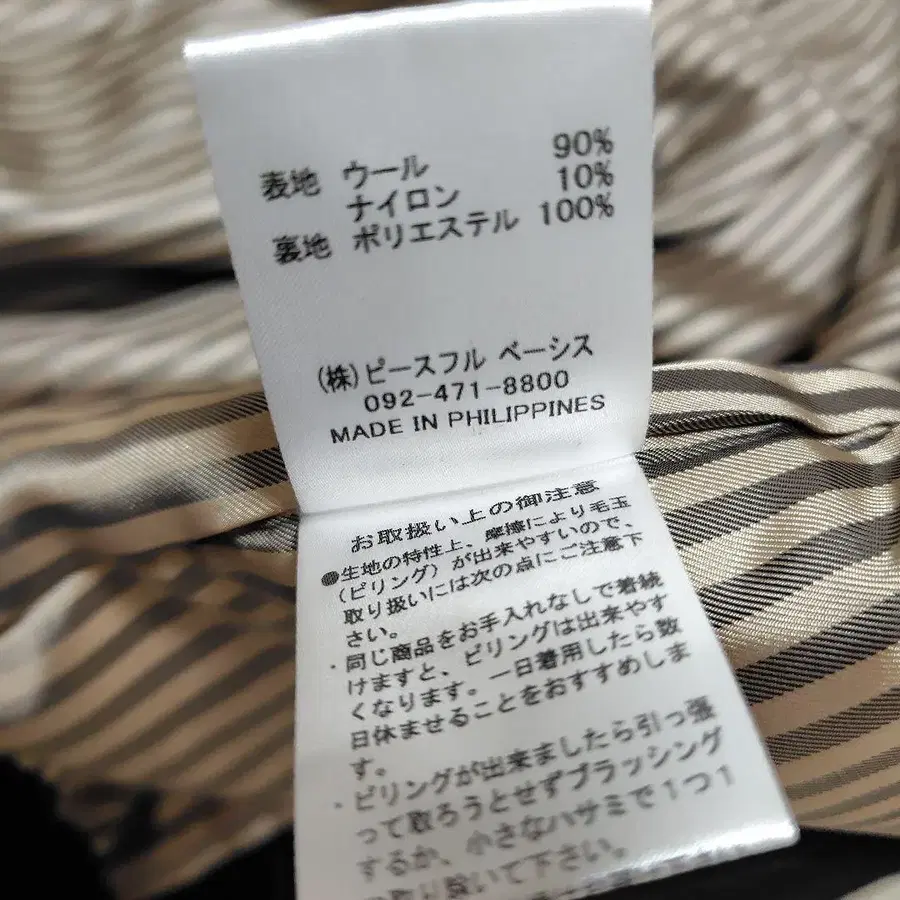 表地 ウール 90%
ナイロン 10%
裏地 ポリエステル 100%
(株)ピースフル ベーシス
092-471-8800
MADE IN PHILIPPINES
お取扱い上の御注意
●生地の特性上、摩擦により毛玉
(ピリング)が出来やすいので、
取り扱いには次の点にご注意下
さい。
・同じ商品をお手入れなしで着続
けますと、ピリングは出来やす
くなります。一日着用したら数
日休ませることをおすすめしま
す。
・ピリングが出来ましたら引っ張
って取ろうとせずブラッシング
するか、小さなハサミで1つ1
つ取り除いて下さい。